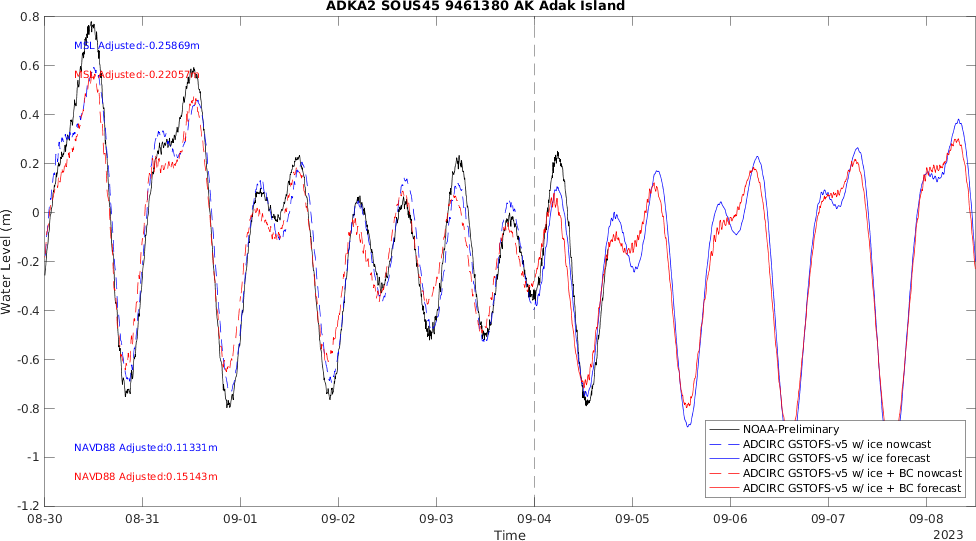 ADKA2 SOUS45 9461380 AK Adak Island
0.8
0.6
0.4
0.2
0
-0.2
-0.4
-0.6
-0.8
-1
-1.2
Water Level (m)
MSL Adjusted:-0.25869m
MSL Adjusted:-0.22057m
NAVD88 Adjusted:0.11331m
NAVD88 Adjusted:0.15143m
NOAA-Preliminary
ADCIRC GSTOFS-v5 w/ ice nowcast
ADCIRC GSTOFS-v5 w/ ice forecast
ADCIRC GSTOFS-v5 w/ ice + BC nowcast
ADCIRC GSTOFS-v5 w/ ice + BC forecast
08-30 08-31 09-01 09-02 09-03 09-04 09-05 09-06 09-07 09-08
Time
2023